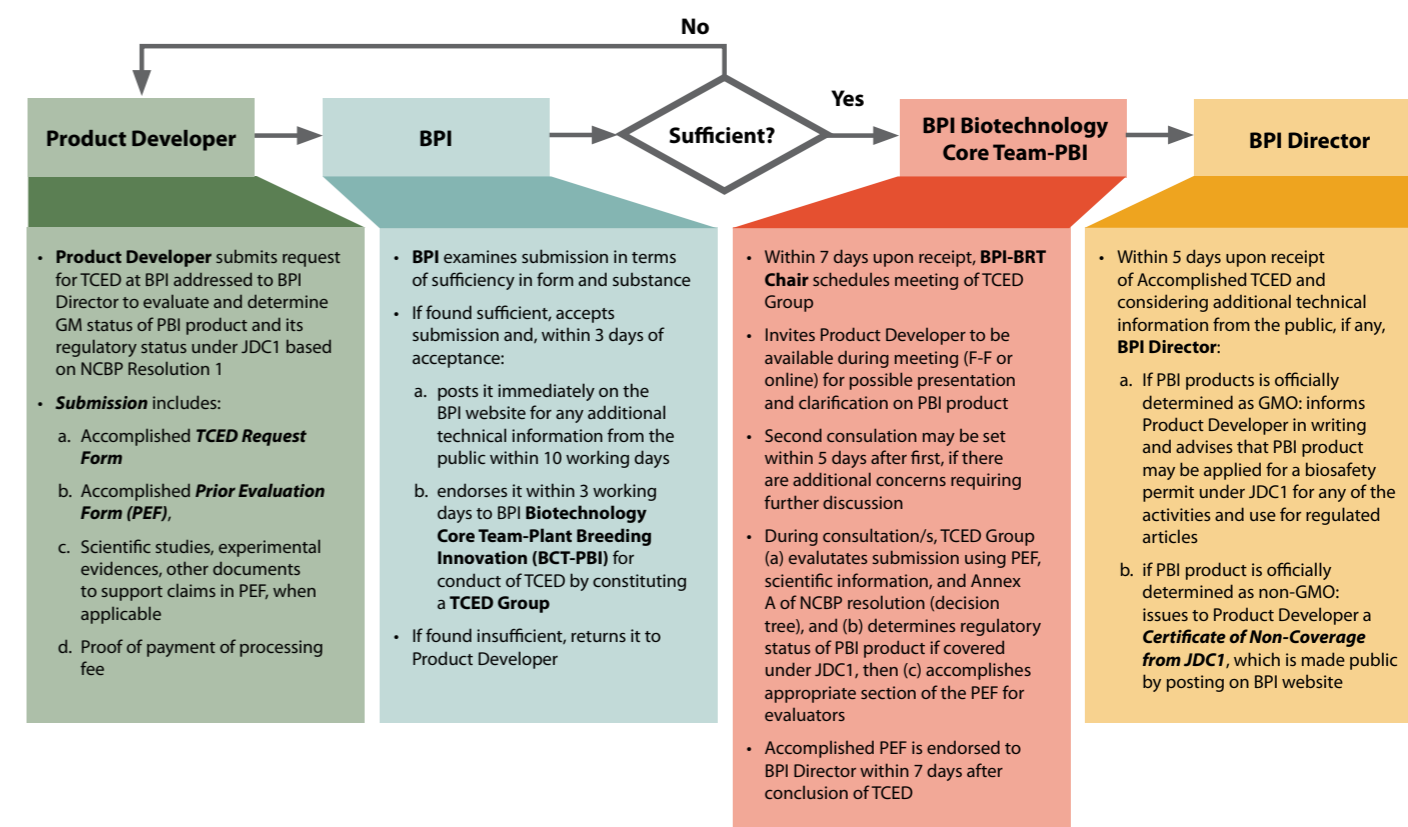 No
Product Developer
BPI
Sufficient?
Yes
BPI Biotechnology
Core Team-PBI
BPI Director
• Product Developer submits request
for TCED at BPI addressed to BPI
Director to evaluate and determine
GM status of PBI product and its
regulatory status under JDC1 based
on NCBP Resolution 1
• Submission includes:
a. Accomplished TCED Request
Form
b. Accomplished Prior Evaluation
Form (PEF),
c. Scientific studies, experimental
evidences, other documents
to support claims in PEF, when
applicable
d. Proof of payment of processing
fee
• BPI examines submission in terms
of sufficiency in form and substance
• If found sufficient, accepts
submission and, within 3 days of
acceptance:
a. posts it immediately on the
BPI website for any additional
technical information from the
public within 10 working days
b. endorses it within 3 working
days to BPI Biotechnology
Core Team-Plant Breeding
Innovation (BCT-PBI) for
conduct of TCED by constituting
a TCED Group
• If found insufficient, returns it to
Product Developer
• Within 7 days upon receipt, BPI-BRT
Chair schedules meeting of TCED
Group
• Invites Product Developer to be
available during meeting (F-F or
online) for possible presentation
and clarification on PBI product
• Second consulation may be set
within 5 days after first, if there
are additional concerns requiring
further discussion
• During consultation/s, TCED Group
(a) evalutates submission using PEF,
scientific information, and Annex
A of NCBP resolution (decision
tree), and (b) determines regulatory
status of PBI product if covered
under JDC1, then (c) accomplishes
appropriate section of the PEF for
evaluators
• Accomplished PEF is endorsed to
BPI Director within 7 days after
conclusion of TCED
• Within 5 days upon receipt
of Accomplished TCED and
considering additional technical
information from the public, if any,
BPI Director:
a. If PBI products is officially
determined as GMO: informs
Product Developer in writing
and advises that PBI product
may be applied for a biosafety
permit under JDC1 for any of the
activities and use for regulated
articles
b. if PBI product is officially
determined as non-GMO:
issues to Product Developer a
Certificate of Non-Coverage
from JDC1, which is made public
by posting on BPI website